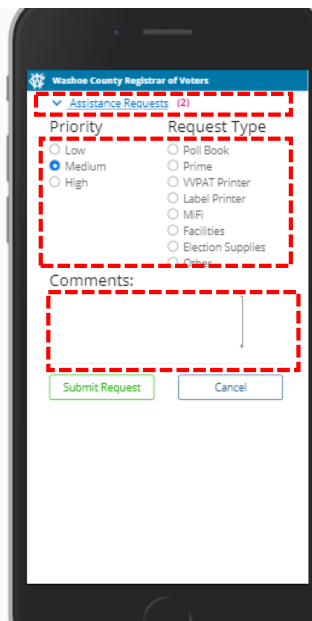 Washoe County Registrar of Voters
Assistance Requests (2)
Priority Request Type
Low Poll Book
Medium Prime
High VVPAT Printer
Label Printer
MiFi
Facilities
Election Supplies
Other
Comments:
Submit Request Cancel